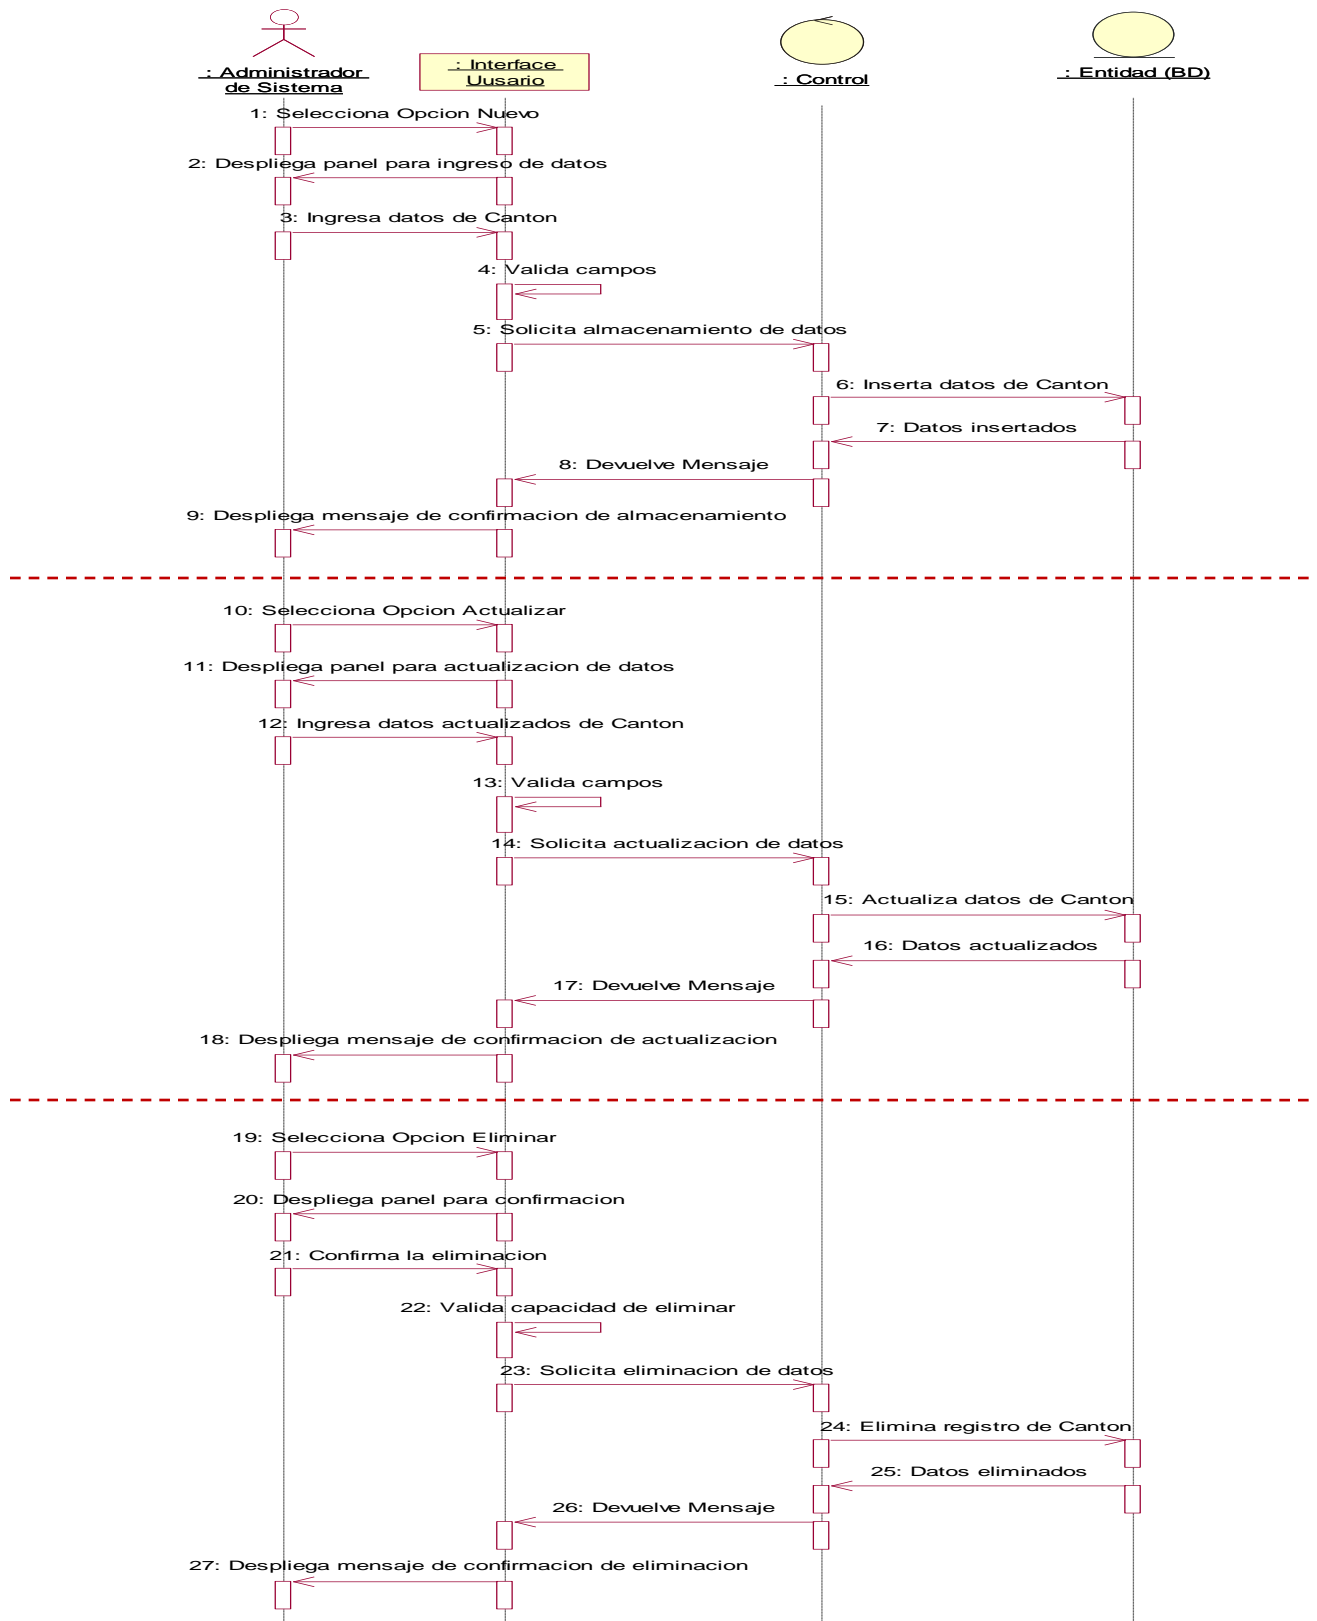 : Administrador
de Sistema
: Interface
Uusario
: Control
: Entidad (BD)
1: Selecciona Opcion Nuevo
2: Despliega panel para ingreso de datos
3: Ingresa datos de Canton
4: Valida campos
5: Solicita almacenamiento de datos
6: Inserta datos de Canton
7: Datos insertados
8: Devuelve Mensaje
9: Despliega mensaje de confirmacion de almacenamiento
10: Selecciona Opcion Actualizar
11: Despliega panel para actualizacion de datos
12: Ingresa datos actualizados de Canton
13: Valida campos
14: Solicita actualizacion de datos
15: Actualiza datos de Canton
16: Datos actualizados
17: Devuelve Mensaje
18: Despliega mensaje de confirmacion de actualizacion
19: Selecciona Opcion Eliminar
20: Despliega panel para confirmacion
21: Confirma la eliminacion
22: Valida capacidad de eliminar
23: Solicita eliminacion de datos
24: Elimina registro de Canton
25: Datos eliminados
26: Devuelve Mensaje
27: Despliega mensaje de confirmacion de eliminacion